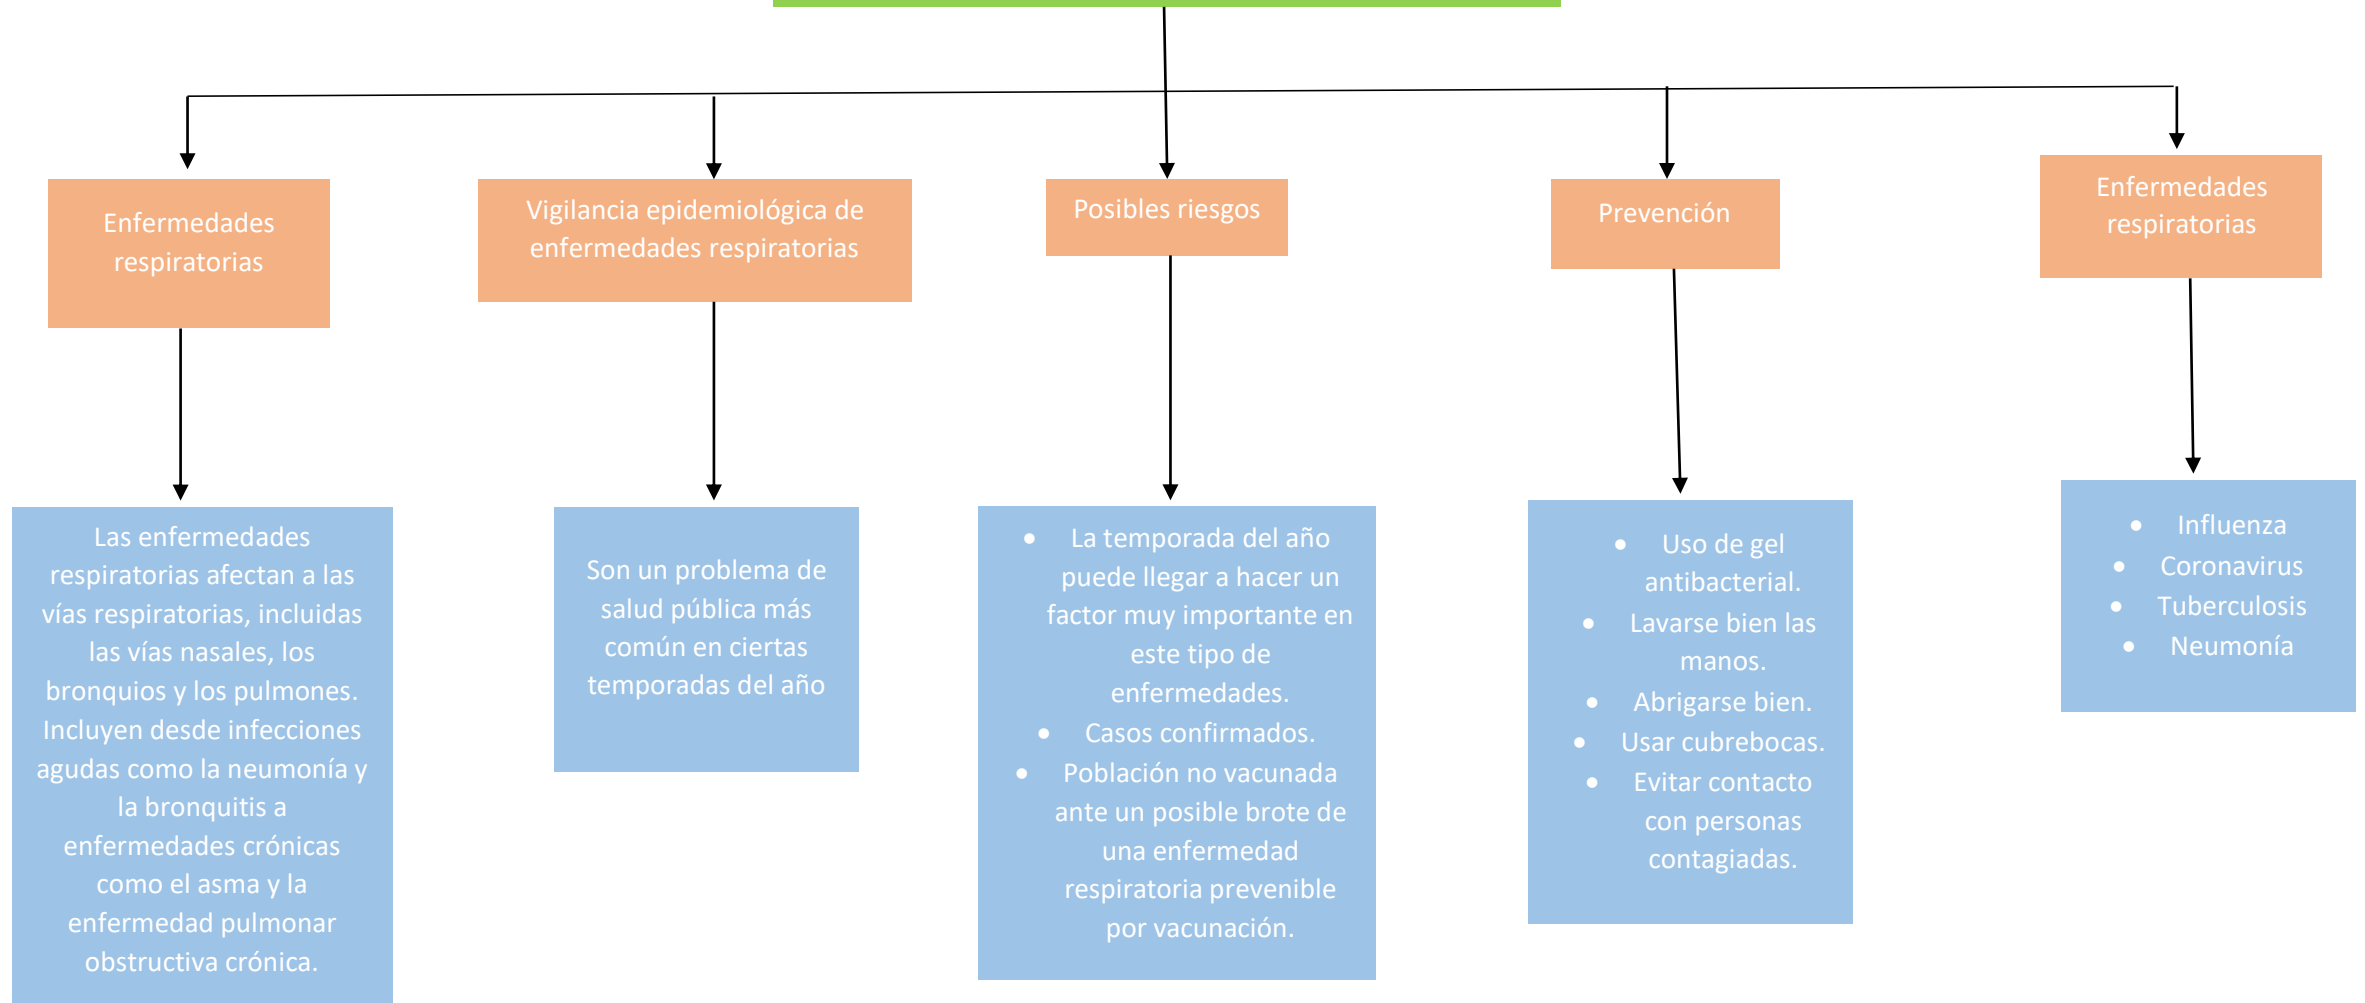 Enfermedades
respiratorias
Vigilancia epidemiológica de
enfermedades respiratorias
Posibles riesgos
Prevención
Enfermedades
respiratorias
Las enfermedades
respiratorias afectan a las
vías respiratorias, incluidas
las vías nasales, los
bronquios y los pulmones.
Incluyen desde infecciones
agudas como la neumonía y
la bronquitis a
enfermedades crónicas
como el asma y la
enfermedad pulmonar
obstructiva crónica.
Son un problema de
salud pública más
común en ciertas
temporadas del año
• La temporada del año
puede llegar a hacer un
factor muy importante en
este tipo de
enfermedades.
• Casos confirmados.
• Población no vacunada
ante un posible brote de
una enfermedad
respiratoria prevenible
por vacunación.
• Uso de gel
antibacterial.
• Lavarse bien las
manos.
• Abrigarse bien.
• Usar cubrebocas.
• Evitar contacto
con personas
contagiadas.
• Influenza
• Coronavirus
• Tuberculosis
• Neumonía